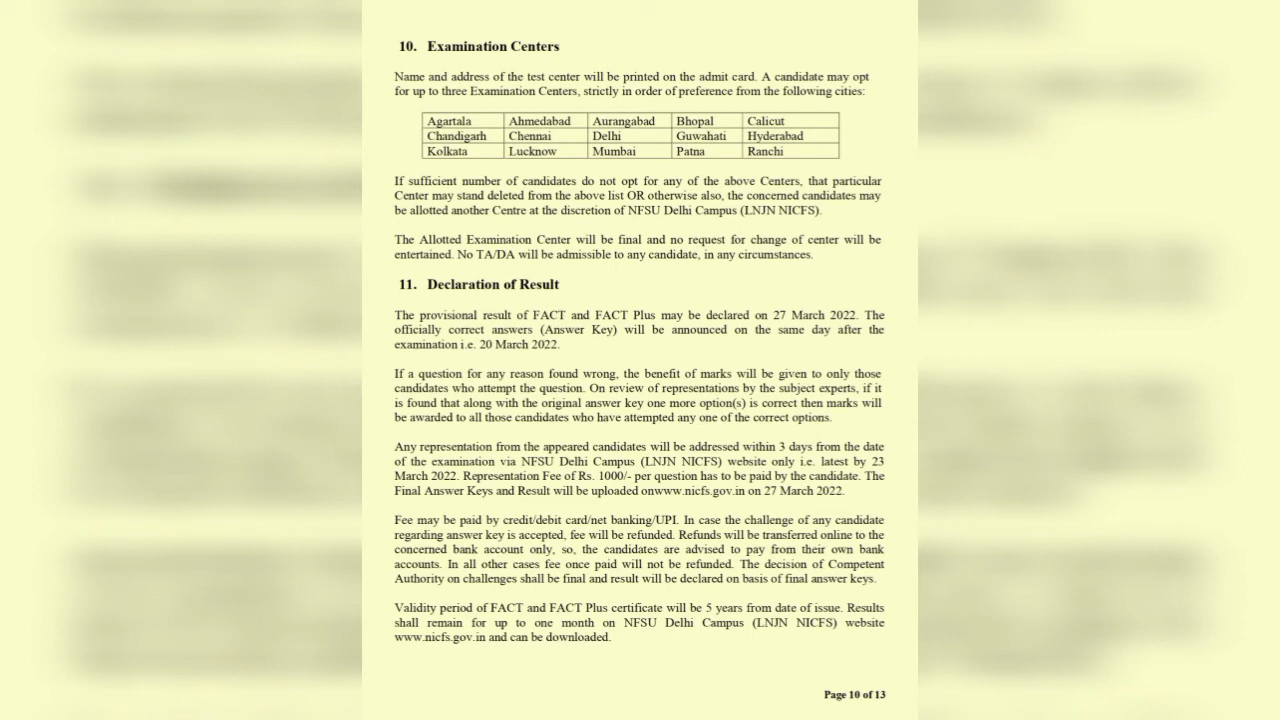 10. Examination Centers
Name and address of the test center will be printed on the admit card. A candidate may opt
for up to three Examination Centers, strictly in order of preference from the following cities:
Agartala Ahmedabad Aurangabad Bhopal Calicut
Chandigarh Chennai Delhi Guwahati Hyderabad
Kolkata Lucknow Mumbai Patna Ranchi
If sufficient number of candidates do not opt for any of the above Centers, that particular
Center may stand deleted from the above list OR otherwise also, the concerned candidates may
be allotted another Centre at the discretion of NFSU Delhi Campus (LNJN NICFS).
The Allotted Examination Center will be final and no request for change of center will be
entertained. No TA/DA will be admissible to any candidate, in any circumstances.
11. Declaration of Result
The provisional result of FACT and FACT Plus may be declared on 27 March 2022. The
officially correct answers (Answer Key) will be announced on the same day after the
examination i.e. 20 March 2022.
If a question for any reason found wrong, the benefit of marks will be given to only those
candidates who attempt the question. On review of representations by the subject experts, if it
is found that along with the original answer key one more option(s) is correct then marks will
be awarded to all those candidates who have attempted any one of the correct options.
Any representation from the appeared candidates will be addressed within 3 days from the date
of the examination via NFSU Delhi Campus (LNJN NICFS) website only i.e. latest by 23
March 2022. Representation Fee of Rs. 1000/- per question has to be paid by the candidate. The
Final Answer Keys and Result will be uploaded onwww.nicfs.gov.in on 27 March 2022.
Fee may be paid by credit/debit card/net banking/UPI. In case the challenge of any candidate
regarding answer key is accepted, fee will be refunded. Refunds will be transferred online to the
concerned bank account only, so, the candidates are advised to pay from their own bank
accounts. In all other cases fee once paid will not be refunded. The decision of Competent
Authority on challenges shall be final and result will be declared on basis of final answer keys.
Validity period of FACT and FACT Plus certificate will be 5 years from date of issue. Results
shall remain for up to one month on NFSU Delhi Campus (LNJN NICFS) website
www.nicfs.gov.in and can be downloaded.
Page 10 of 13